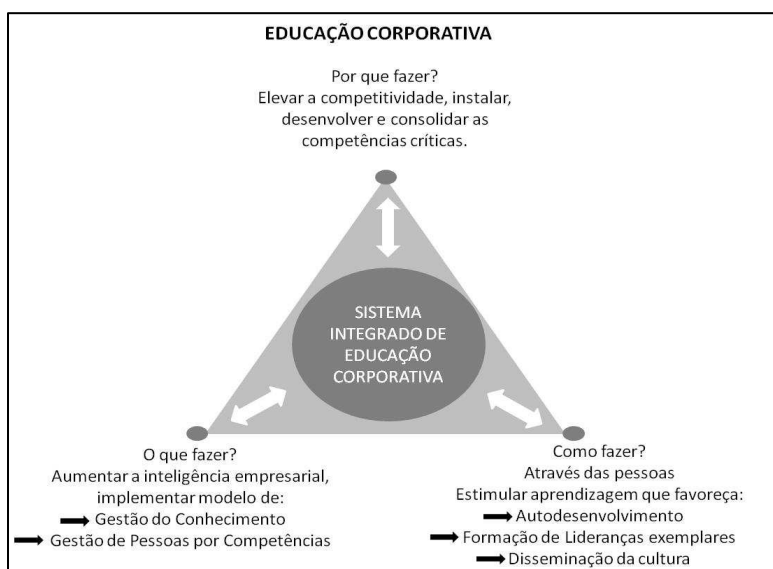 EDUCAÇÃO CORPORATIVA
Por que fazer?
Elevar a competitividade, instalar,
desenvolver e consolidar as
competências críticas.
SISTEMA
INTEGRADO DE
EDUCAÇÃO
CORPORATIVA
O que fazer?
Aumentar a inteligência empresarial,
implementar modelo de:
Gestão do Conhecimento
Gestão de Pessoas por Competências
Como fazer?
Através das pessoas
Estimular aprendizagem que favoreça:
Autodesenvolvimento
Formação de Lideranças exemplares
Disseminação da cultura